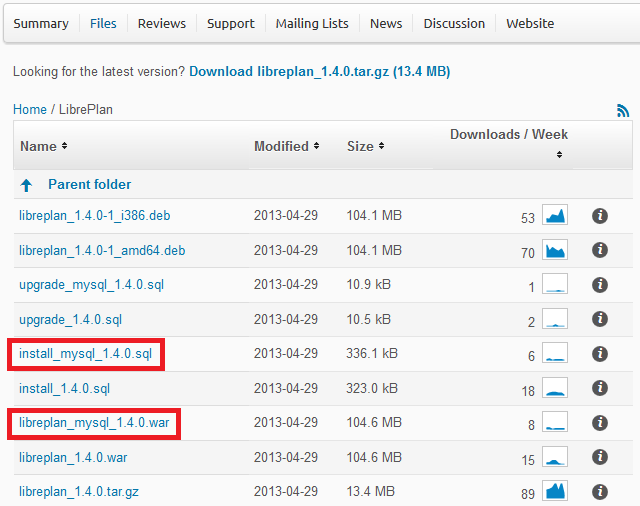 Summary Files Reviews Support Mailing Lists News Discussion Website
Looking for the latest version? Download libreplan_1.4.0.tar.gz (13.4 MB)
Home / LibrePlan
Name Modified Size Downloads / Week
Parent folder
libreplan_1.4.0-1_i386.deb 2013-04-29 104.1 MB 53
libreplan_1.4.0-1_amd64.deb 2013-04-29 104.1 MB 70
upgrade_mysql_1.4.0.sql 2013-04-29 10.9 kB 1
upgrade_1.4.0.sql 2013-04-29 10.5 kB 2
install_mysql_1.4.0.sql 2013-04-29 336.1 kB 6
install_1.4.0.sql 2013-04-29 323.0 kB 18
libreplan_mysql_1.4.0.war 2013-04-29 104.6 MB 8
libreplan_1.4.0.war 2013-04-29 104.6 MB 15
libreplan_1.4.0.tar.gz 2013-04-29 13.4 MB 89